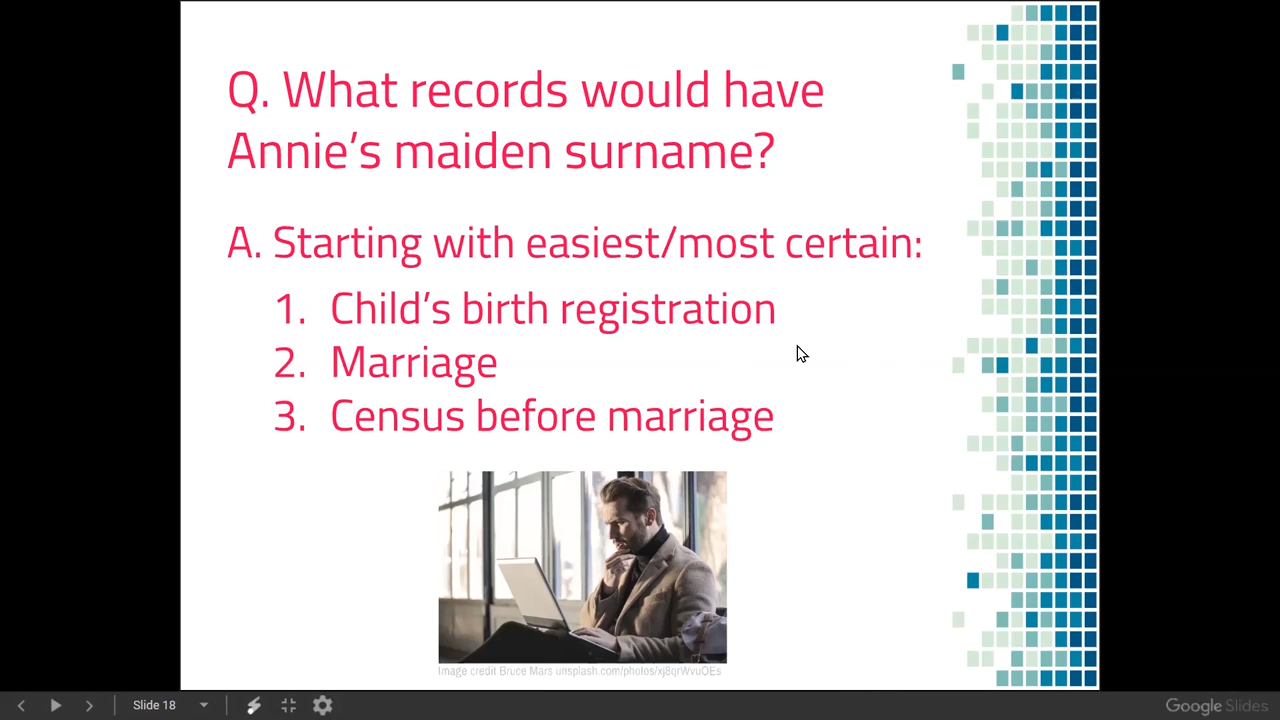 Q. What records would have
Annie's maiden surname?
A. Starting with easiest/most certain:
1. Child's birth registration
2. Marriage
3. Census before marriage
Image credit Bruce Mars unsplash.com/photos/xj8qrWvuOEs
Slide 18
Google Slides